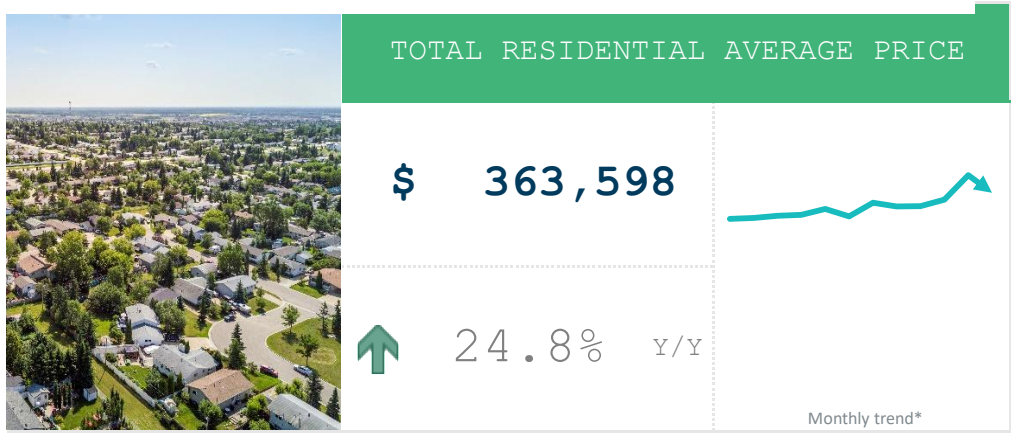 TOTAL RESIDENTIAL AVERAGE PRICE
$ 363,598
24.8% Y/Y
Monthly trend*